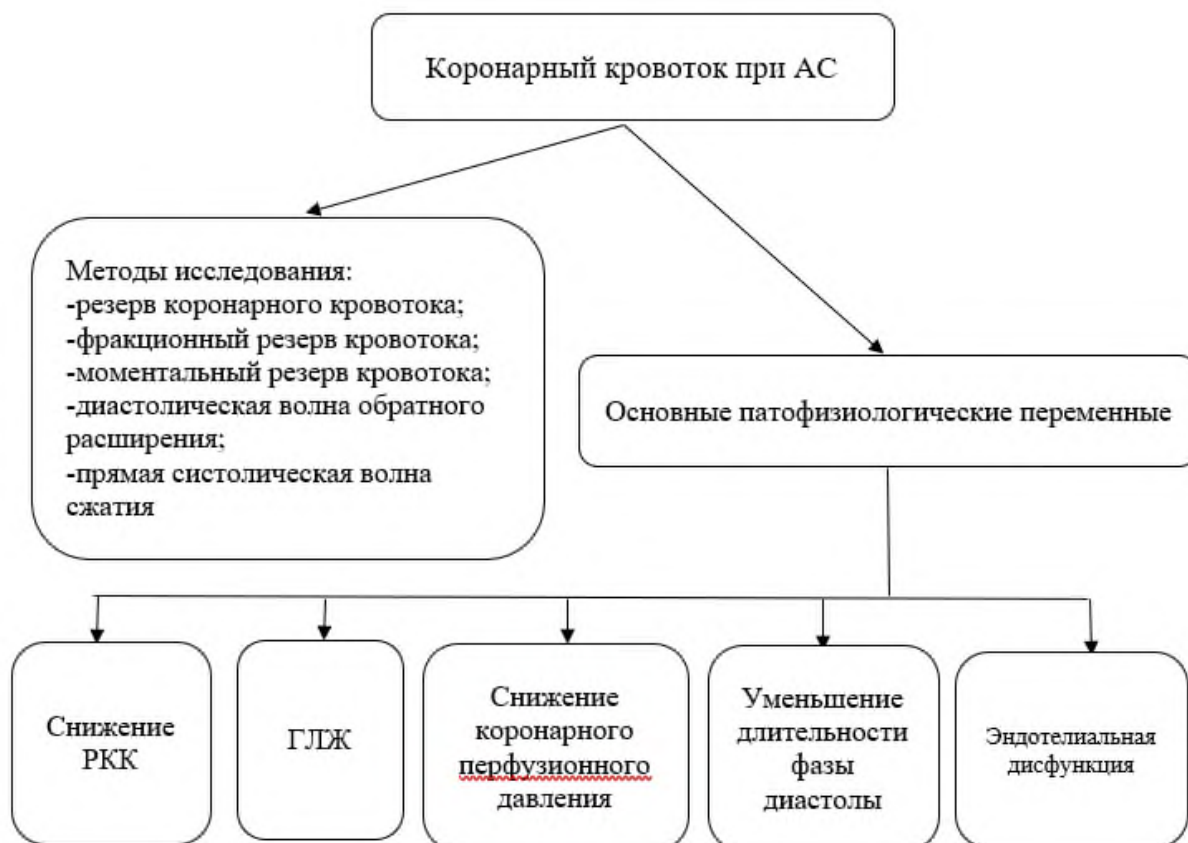 Коронарный кровоток при АС
Методы исследования:
-резерв коронарного кровотока;
-фракционный резерв кровотока;
-моментальный резерв кровотока;
-диастолическая волна обратного
расширения;
-прямая систолическая волна
сжатия
Основные патофизиологические переменные
Снижение
РКК
ГЛЖ
Снижение
коронарного
перфузионного
давления
Уменьшение
длительности
фазы
диастолы
Эндотелиальная
дисфункция